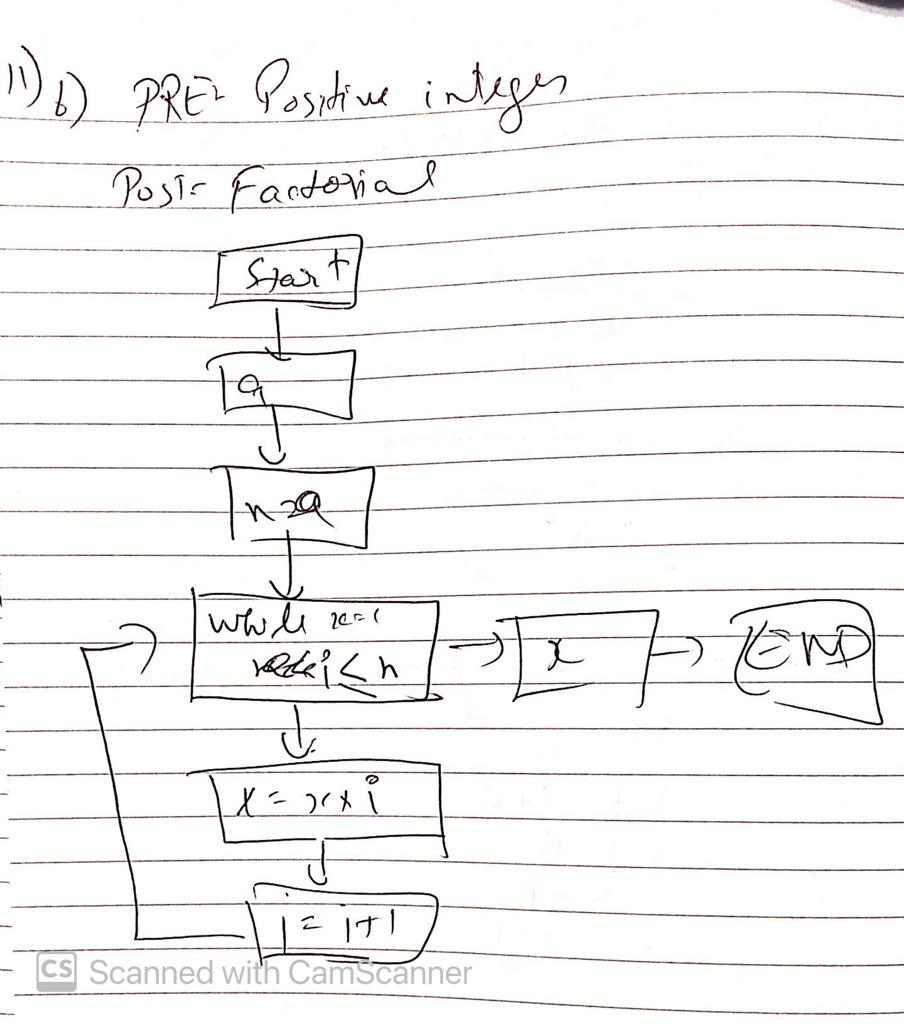 11) b) PRE- Positive integer
Post- Factorial
Start
a
n=a
while x=1
i<n
x
END
x = x*i
i = i+1
CS Scanned with CamScanner